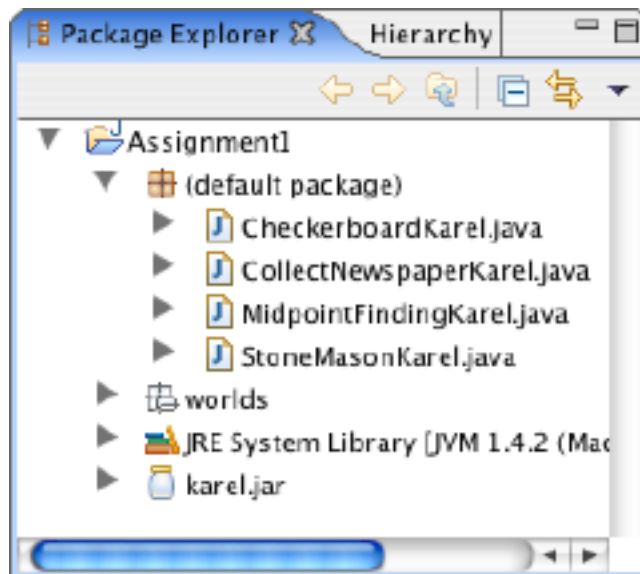 Package Explorer Hierarchy
Assignment1
(default package)
CheckerboardKarel.java
CollectNewspaperKarel.java
MidpointFindingKarel.java
StoneMasonKarel.java
worlds
JRE System Library [JVM 1.4.2 (Mac
karel.jar